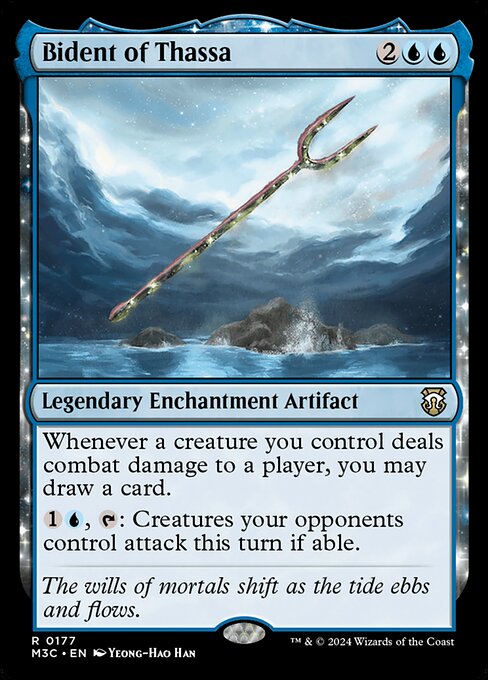 Bident of Thassa 2
Legendary Enchantment Artifact
Whenever a creature you control deals
combat damage to a player, you may
draw a card.
1, : Creatures your opponents
control attack this turn if able.
The wills of mortals shift as the tide ebbs
and flows.
R 0177
M3C • EN Yeong-Hao Han
™ & © 2024 Wizards of the Coast